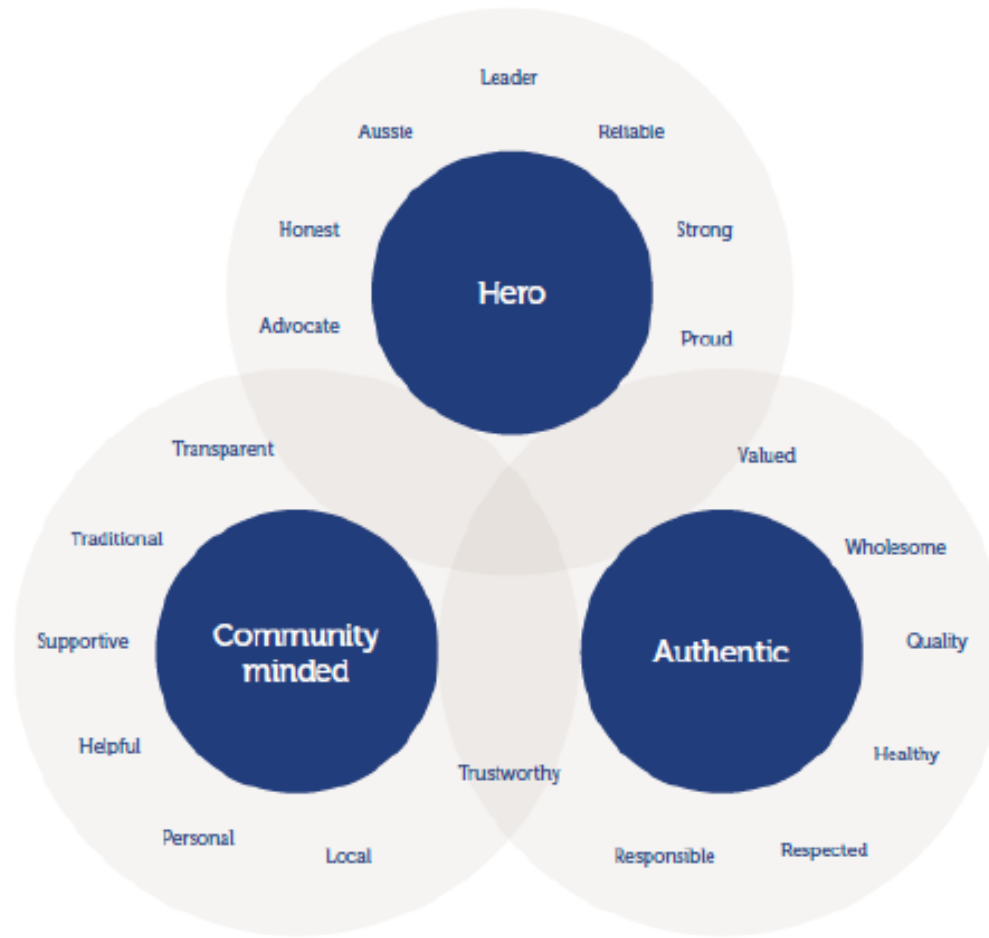 Leader
Aussie
Reliable
Honest
Strong
Hero
Advocate
Proud
Transparent
Valued
Traditional
Wholesome
Supportive
Community
minded
Authentic
Quality
Helpful
Healthy
Trustworthy
Personal
Local
Responsible
Respected